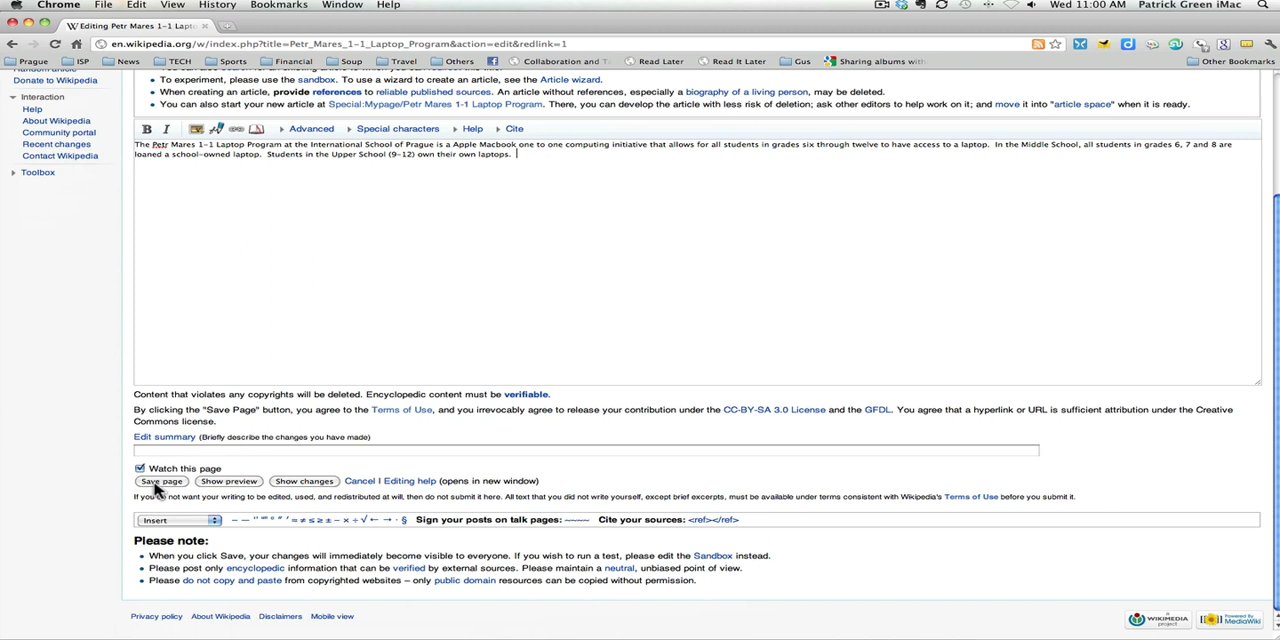 Chrome File Edit View History Bookmarks Window Help Wed 11:00 AM Patrick Green iMac
Editing Petr Mares 1-1 Lapto
en.wikipedia.org/w/index.php?title=Petr_Mares_1-1_Laptop_Program&action=edit&redlink=1
Prague ISP News TECH Sports Financial Soup Travel Others Collaboration and T Read Later Read It Later Gus Sharing albums wit Other Bookmarks
Donate to Wikipedia
Interaction
Help
About Wikipedia
Community portal
Recent changes
Contact Wikipedia
Toolbox
To experiment, please use the sandbox. To use a wizard to create an article, see the Article wizard.
When creating an article, provide references to reliable published sources. An article without references, especially a biography of a living person, may be deleted.
You can also start your new article at Special:Mypage/Petr Mares 1-1 Laptop Program. There, you can develop the article with less risk of deletion; ask other editors to help work on it; and move it into "article space" when it is ready.
B I Advanced Special characters Help Cite
The Petr Mares 1-1 Laptop Program at the International School of Prague is a Apple Macbook one to one computing initiative that allows for all students in grades six through twelve to have access to a laptop. In the Middle School, all students in grades 6, 7 and 8 are
loaned a school-owned laptop. Students in the Upper School (9-12) own their own laptops.
Content that violates any copyrights will be deleted. Encyclopedic content must be verifiable.
By clicking the "Save Page" button, you agree to the Terms of Use, and you irrevocably agree to release your contribution under the CC-BY-SA 3.0 License and the GFDL. You agree that a hyperlink or URL is sufficient attribution under the Creative
Commons license.
Edit summary (Briefly describe the changes you have made)
Watch this page
Save page Show preview Show changes Cancel | Editing help (opens in new window)
If you do not want your writing to be edited, used, and redistributed at will, then do not submit it here. All text that you did not write yourself, except brief excerpts, must be available under terms consistent with Wikipedia's Terms of Use before you submit it.
Insert – — " ' ≈ ≠ ≤ ≥ ± − × ÷ √ ← → · § Sign your posts on talk pages: ~~~~ Cite your sources: <ref></ref>
Please note:
When you click Save, your changes will immediately become visible to everyone. If you wish to run a test, please edit the Sandbox instead.
Please post only encyclopedic information that can be verified by external sources. Please maintain a neutral, unbiased point of view.
Please do not copy and paste from copyrighted websites – only public domain resources can be copied without permission.
Privacy policy About Wikipedia Disclaimers Mobile view
A WIKIMEDIA project Powered By MediaWiki